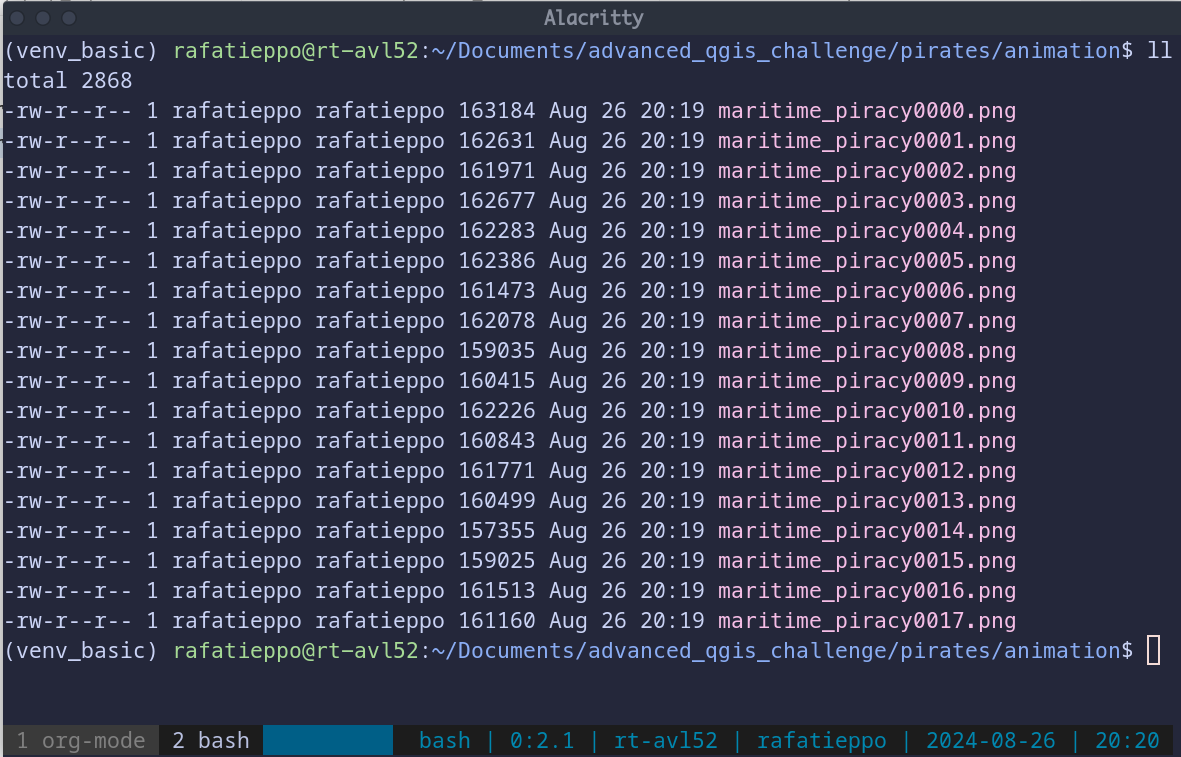 Alacritty
(venv_basic) rafatieppo@rt-avl52:~/Documents/advanced_qgis_challenge/pirates/animation$ ll
total 2868
-rw-r--r-- 1 rafatieppo rafatieppo 163184 Aug 26 20:19 maritime_piracy0000.png
-rw-r--r-- 1 rafatieppo rafatieppo 162631 Aug 26 20:19 maritime_piracy0001.png
-rw-r--r-- 1 rafatieppo rafatieppo 161971 Aug 26 20:19 maritime_piracy0002.png
-rw-r--r-- 1 rafatieppo rafatieppo 162677 Aug 26 20:19 maritime_piracy0003.png
-rw-r--r-- 1 rafatieppo rafatieppo 162283 Aug 26 20:19 maritime_piracy0004.png
-rw-r--r-- 1 rafatieppo rafatieppo 162386 Aug 26 20:19 maritime_piracy0005.png
-rw-r--r-- 1 rafatieppo rafatieppo 161473 Aug 26 20:19 maritime_piracy0006.png
-rw-r--r-- 1 rafatieppo rafatieppo 162078 Aug 26 20:19 maritime_piracy0007.png
-rw-r--r-- 1 rafatieppo rafatieppo 159035 Aug 26 20:19 maritime_piracy0008.png
-rw-r--r-- 1 rafatieppo rafatieppo 160415 Aug 26 20:19 maritime_piracy0009.png
-rw-r--r-- 1 rafatieppo rafatieppo 162226 Aug 26 20:19 maritime_piracy0010.png
-rw-r--r-- 1 rafatieppo rafatieppo 160843 Aug 26 20:19 maritime_piracy0011.png
-rw-r--r-- 1 rafatieppo rafatieppo 161771 Aug 26 20:19 maritime_piracy0012.png
-rw-r--r-- 1 rafatieppo rafatieppo 160499 Aug 26 20:19 maritime_piracy0013.png
-rw-r--r-- 1 rafatieppo rafatieppo 157355 Aug 26 20:19 maritime_piracy0014.png
-rw-r--r-- 1 rafatieppo rafatieppo 159025 Aug 26 20:19 maritime_piracy0015.png
-rw-r--r-- 1 rafatieppo rafatieppo 161513 Aug 26 20:19 maritime_piracy0016.png
-rw-r--r-- 1 rafatieppo rafatieppo 161160 Aug 26 20:19 maritime_piracy0017.png
(venv_basic) rafatieppo@rt-avl52:~/Documents/advanced_qgis_challenge/pirates/animation$
1 org-mode 2 bash bash | 0:2.1 | rt-avl52 | rafatieppo | 2024-08-26 | 20:20